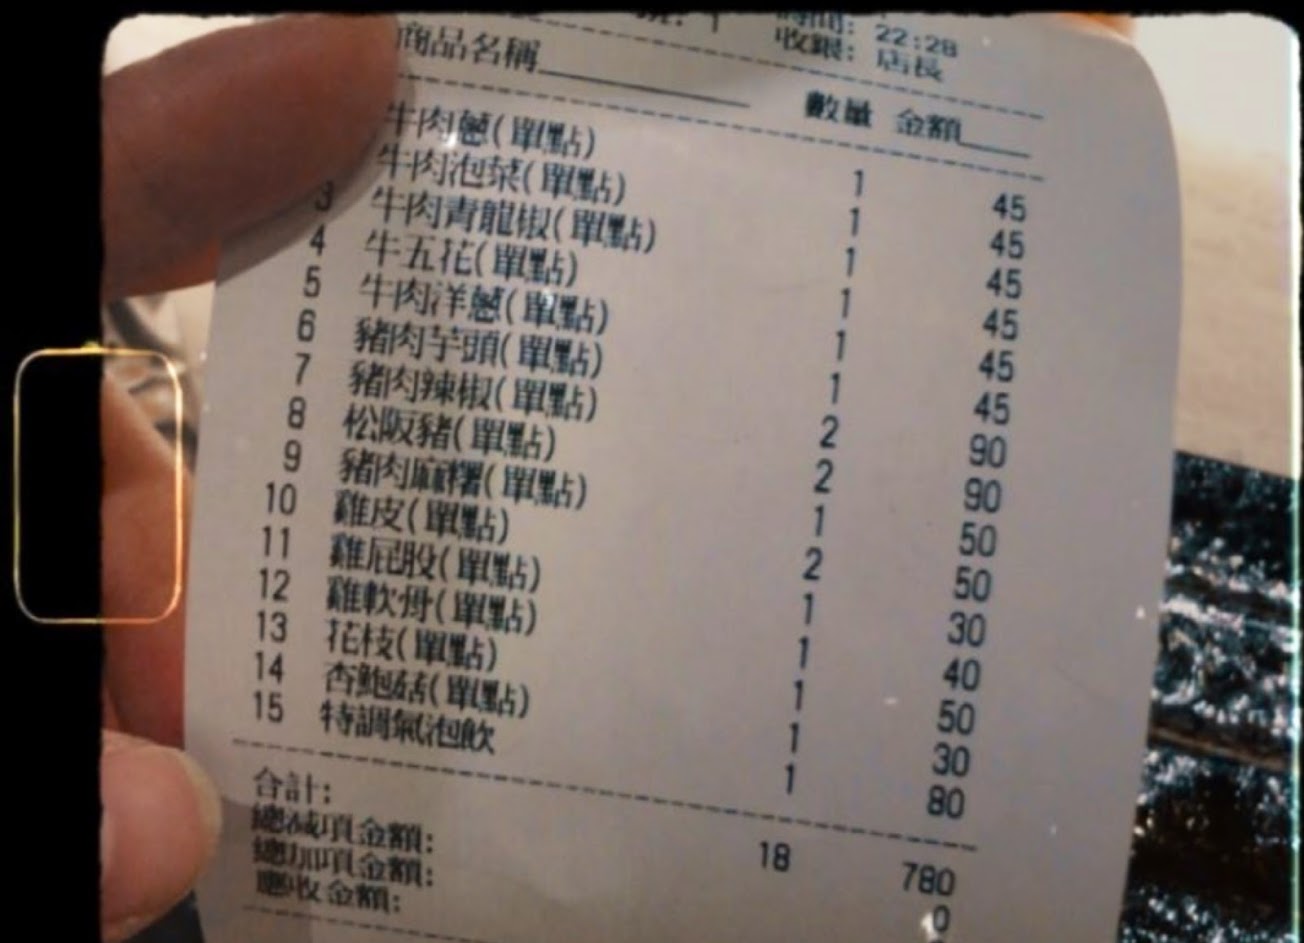 時間: 22:28
收銀: 店長
商品名稱 數量 金額
牛肉蔥(單點) 1 45
牛肉泡菜(單點) 1 45
3 牛肉青龍椒(單點) 1 45
4 牛五花(單點) 1 45
5 牛肉洋蔥(單點) 1 45
6 豬肉芋頭(單點) 1 45
7 豬肉辣椒(單點) 2 90
8 松阪豬(單點) 2 90
9 豬肉麻糬(單點) 1 50
10 雞皮(單點) 2 50
11 雞屁股(單點) 1 30
12 雞軟骨(單點) 1 40
13 花枝(單點) 1 50
14 杏鮑菇(單點) 1 30
15 特調氣泡飲 1 80
合計: 18 780
總減項金額: 0
總加項金額:
應收金額: